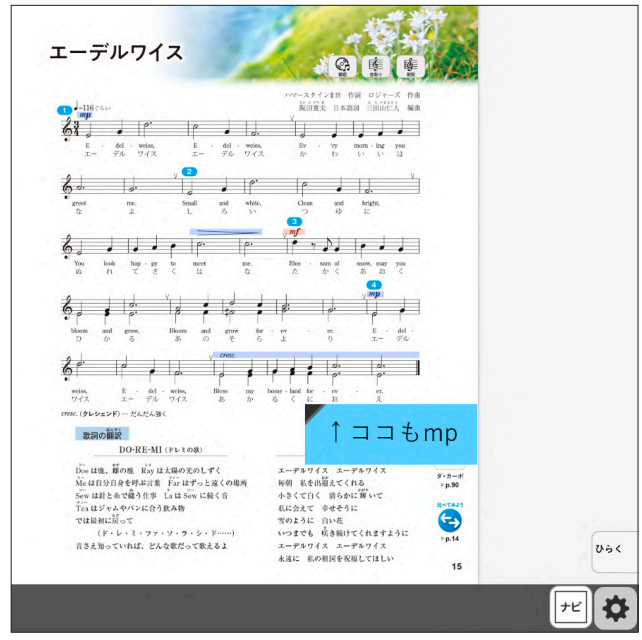 エーデルワイス
ハマースタインⅡ世 作詞 ロジャーズ 作曲
阪田寛夫 日本語詞 三田山仁人 編曲
1 ♩=116ぐらい
mp
E - del - weiss, E - del - weiss, Ev - 'ry morn - ing you
エー デル ワイス エー デル ワイス か わ い い は
2
greet me. Small and white, Clean and bright,
な よ し ろ い つ ゆ に
3 mf
You look hap - py to meet me. Blos - som of snow, may you
ぬ れ て さ く は な た か く あ お く
4 mp
bloom and grow, Bloom and grow for - ev - er. E - del -
ひ か る あ の そ ら よ り エー デル
cresc.
weiss, E - del - weiss, Bless my home - land for - ev - er.
ワイス エー デル ワイス あ か る く に お え
cresc.(クレシェンド)… だんだん強く
↑ココもmp
歌詞の翻訳
DO-RE-MI(ドレミの歌)
Doe は鹿、雌の鹿 Ray は太陽の光のしずく
Me は自分自身を呼ぶ言葉 Far はずっと遠くの場所
Sew は針と糸で縫う仕事 La は Sew に続く音
Tea はジャムやパンに合う飲み物
では最初に戻って
(ド・レ・ミ・ファ・ソ・ラ・シ・ド……)
音さえ知っていれば、どんな歌だって歌えるよ
エーデルワイス エーデルワイス
毎朝 私を出迎えてくれる
小さくて白く 清らかに輝いて
私に会えて 幸せそうに
雪のように 白い花
いつまでも 咲き続けてくれますように
エーデルワイス エーデルワイス
永遠に 私の祖国を祝福してほしい
ダ・カーポ
p.90
比べてみよう
p.14
15
ひらく
ナビ